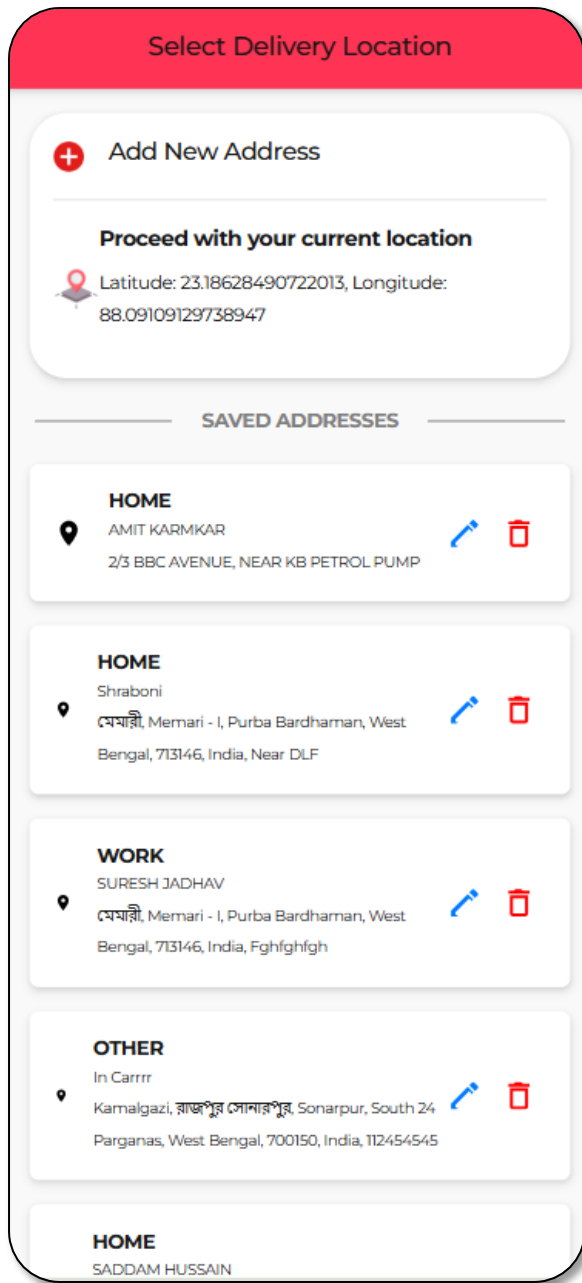 Select Delivery Location
Add New Address
Proceed with your current location
Latitude: 23.18628490722013, Longitude:
88.09109129738947
SAVED ADDRESSES
HOME
AMIT KARMKAR
2/3 BBC AVENUE, NEAR KB PETROL PUMP
HOME
Shraboni
মেমারী, Memari - I, Purba Bardhaman, West
Bengal, 713146, India, Near DLF
WORK
SURESH JADHAV
মেমারী, Memari - I, Purba Bardhaman, West
Bengal, 713146, India, Fghfghfgh
OTHER
In Carrrr
Kamalgazi, রাজপুর সোনারপুর, Sonarpur, South 24
Parganas, West Bengal, 700150, India, 112454545
HOME
SADDAM HUSSAIN